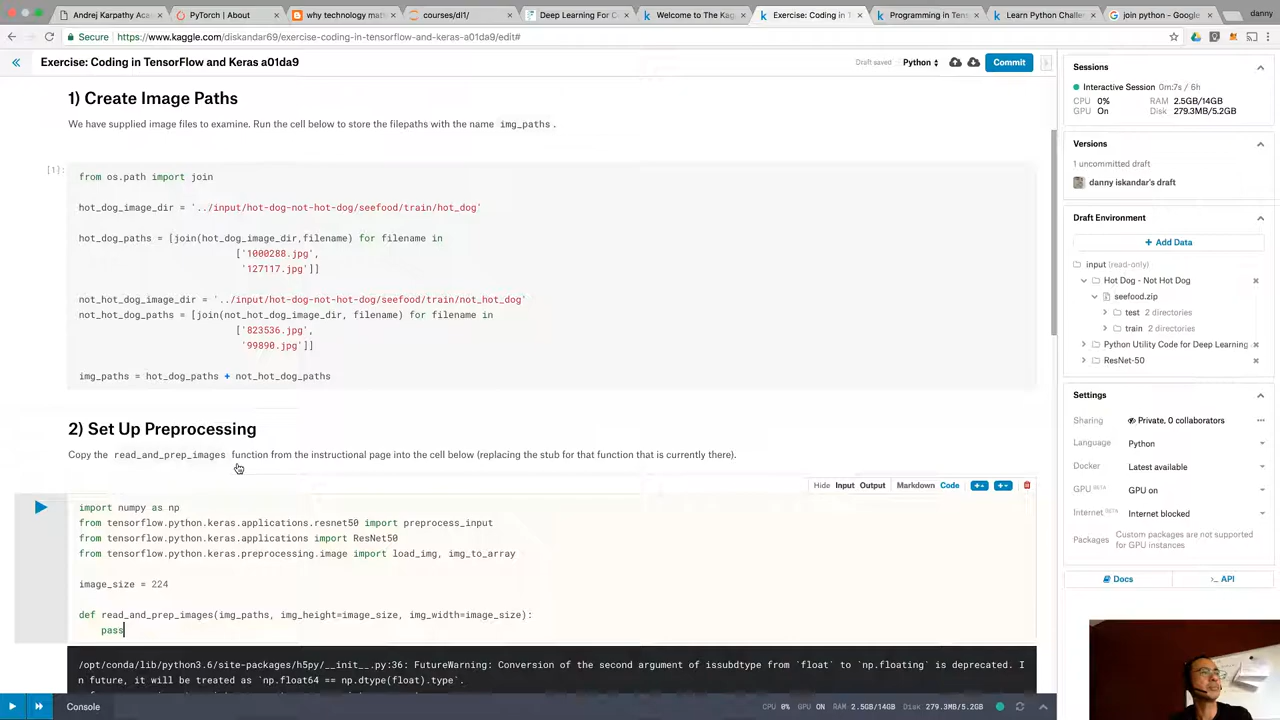 Andrej Karpathy Acade
PyTorch | About
why technology math
courses/dl1/
Deep Learning For Co
Welcome to The Kagg
Exercise: Coding in Te
Programming in Tens
Learn Python Challen
join python - Google
danny
Secure
https://www.kaggle.com/diskandar69/exercise-coding-in-tensorflow-and-keras-a01da9/edit#
Exercise: Coding in TensorFlow and Keras a01da9
Draft saved
Python
Commit
1) Create Image Paths
We have supplied image files to examine. Run the cell below to store the filepaths with the name img_paths .
[1]:
from os.path import join
hot_dog_image_dir = '../input/hot-dog-not-hot-dog/seefood/train/hot_dog'
hot_dog_paths = [join(hot_dog_image_dir,filename) for filename in
['1000288.jpg',
'127117.jpg']]
not_hot_dog_image_dir = '../input/hot-dog-not-hot-dog/seefood/train/not_hot_dog'
not_hot_dog_paths = [join(not_hot_dog_image_dir, filename) for filename in
['823536.jpg',
'99890.jpg']]
img_paths = hot_dog_paths + not_hot_dog_paths
2) Set Up Preprocessing
Copy the read_and_prep_images function from the instructional page into the cell below (replacing the stub for that function that is currently there).
Hide Input Output Markdown Code
import numpy as np
from tensorflow.python.keras.applications.resnet50 import preprocess_input
from tensorflow.python.keras.applications import ResNet50
from tensorflow.python.keras.preprocessing.image import load_img, img_to_array
image_size = 224
def read_and_prep_images(img_paths, img_height=image_size, img_width=image_size):
pass
/opt/conda/lib/python3.6/site-packages/h5py/__init__.py:36: FutureWarning: Conversion of the second argument of issubdtype from `float` to `np.floating` is deprecated. I
n future, it will be treated as `np.float64 == np.dtype(float).type`.
Console
CPU 0% GPU ON RAM 2.5GB/14GB Disk 279.3MB/5.2GB
Sessions
Interactive Session 0m:7s / 6h
CPU 0% RAM 2.5GB/14GB
GPU On Disk 279.3MB/5.2GB
Versions
1 uncommitted draft
danny iskandar's draft
Draft Environment
+ Add Data
input (read-only)
Hot Dog - Not Hot Dog
seefood.zip
test 2 directories
train 2 directories
Python Utility Code for Deep Learning
ResNet-50
Settings
Sharing Private, 0 collaborators
Language Python
Docker Latest available
GPU BETA GPU on
Internet BETA Internet blocked
Packages Custom packages are not supported
for GPU instances
Docs
>_ API